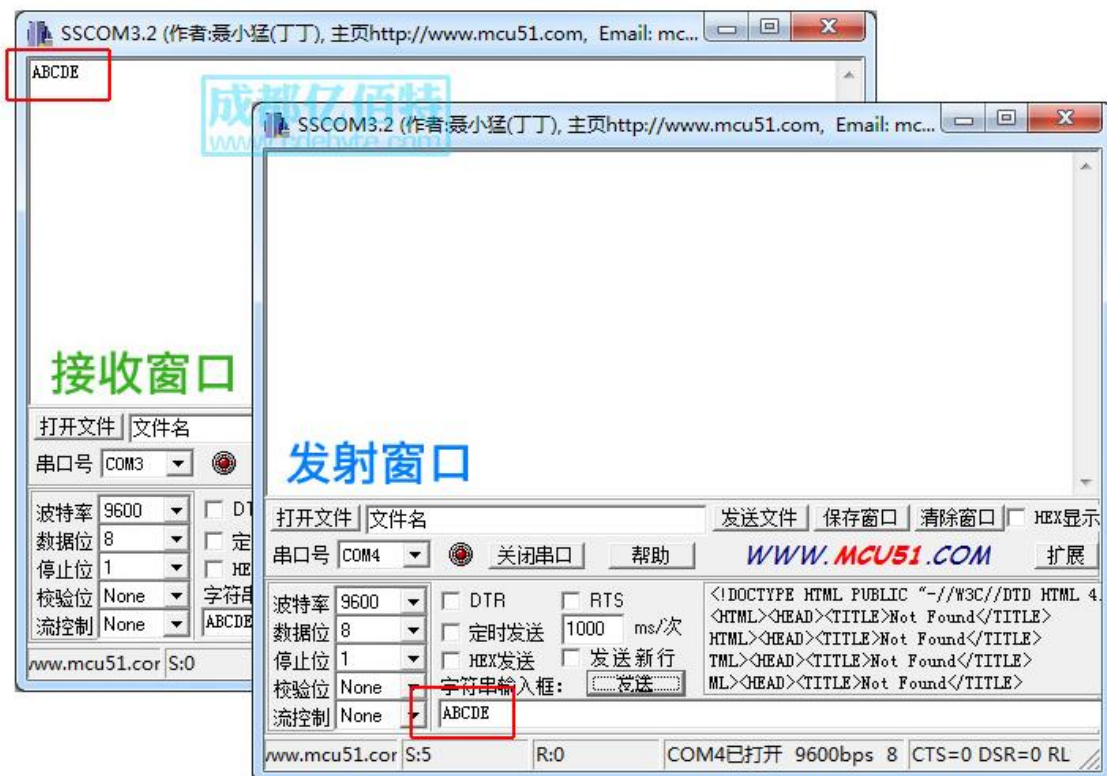 SSCOM3.2 (作者:聂小猛(丁丁), 主页http://www.mcu51.com, Email: mc...
ABCDE
成都亿佰特
www.cdebyte.com
接收窗口
打开文件 文件名
串口号 COM3
波特率 9600 DT
数据位 8 定
停止位 1 HE
校验位 None 字符串
流控制 None ABCDE
www.mcu51.cor S:0
SSCOM3.2 (作者:聂小猛(丁丁), 主页http://www.mcu51.com, Email: mc...
发射窗口
打开文件 文件名 发送文件 保存窗口 清除窗口 HEX显示
串口号 COM4 关闭串口 帮助 WWW.MCU51.COM 扩展
波特率 9600 DTR RTS
数据位 8 定时发送 1000 ms/次
停止位 1 HEX发送 发送新行
校验位 None 字符串输入框: 发送
流控制 None ABCDE
<!DOCTYPE HTML PUBLIC "-//W3C//DTD HTML 4.
<HTML><HEAD><TITLE>Not Found</TITLE>
HTML><HEAD><TITLE>Not Found</TITLE>
TML><HEAD><TITLE>Not Found</TITLE>
ML><HEAD><TITLE>Not Found</TITLE>
www.mcu51.cor S:5 R:0 COM4已打开 9600bps 8 CTS=0 DSR=0 RL